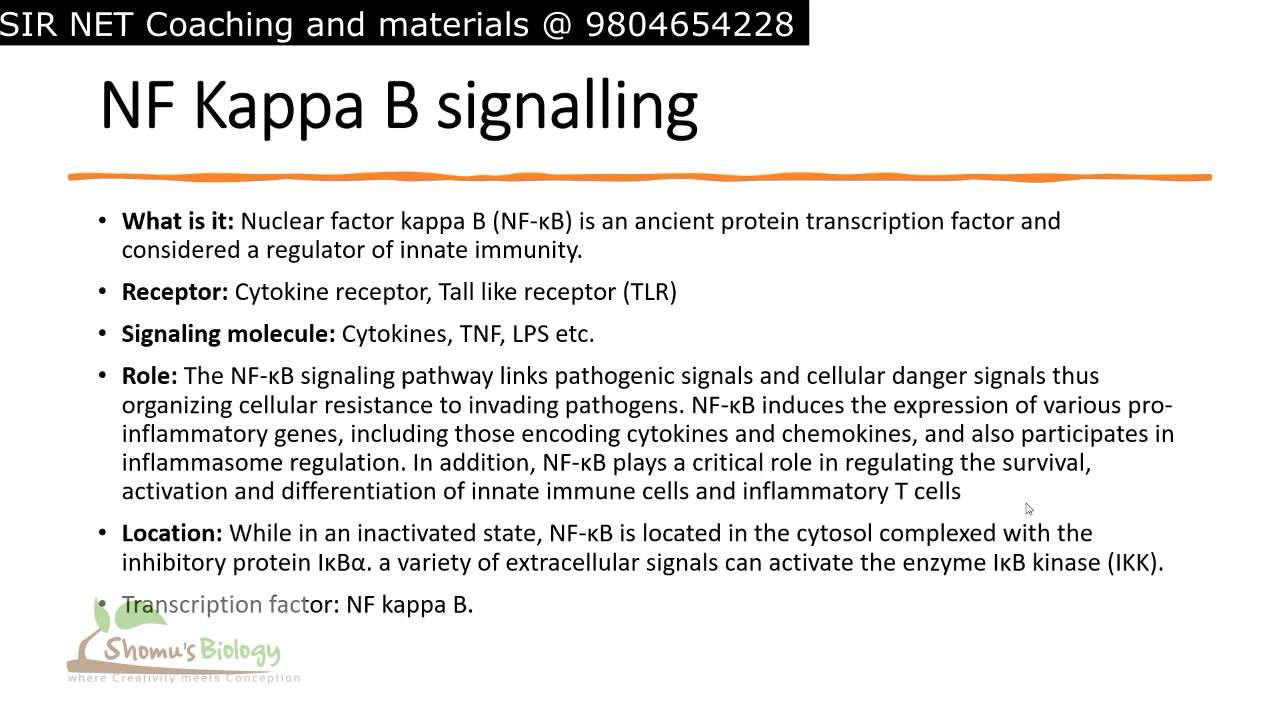 SIR NET Coaching and materials @ 9804654228
NF Kappa B signalling
• What is it: Nuclear factor kappa B (NF-κB) is an ancient protein transcription factor and
considered a regulator of innate immunity.
• Receptor: Cytokine receptor, Tall like receptor (TLR)
• Signaling molecule: Cytokines, TNF, LPS etc.
• Role: The NF-κB signaling pathway links pathogenic signals and cellular danger signals thus
organizing cellular resistance to invading pathogens. NF-κB induces the expression of various pro-
inflammatory genes, including those encoding cytokines and chemokines, and also participates in
inflammasome regulation. In addition, NF-κB plays a critical role in regulating the survival,
activation and differentiation of innate immune cells and inflammatory T cells
• Location: While in an inactivated state, NF-κB is located in the cytosol complexed with the
inhibitory protein IκBα. a variety of extracellular signals can activate the enzyme IκB kinase (IKK).
• Transcription factor: NF kappa B.
Shomu's Biology
where Creativity meets Conception